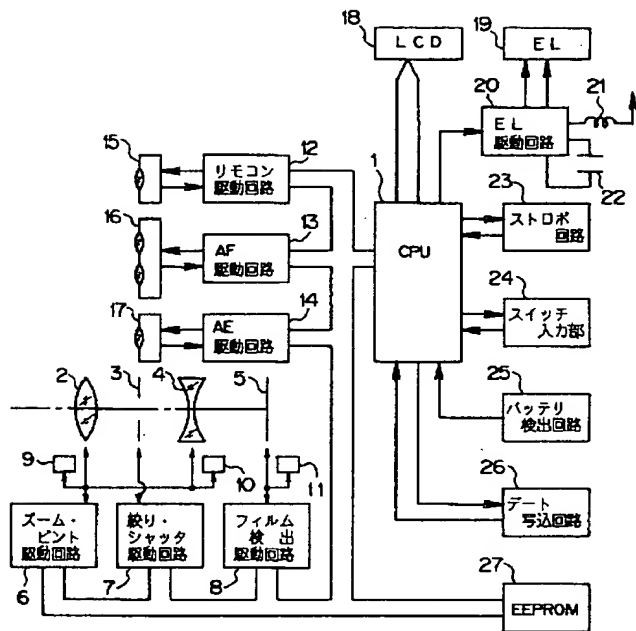 18
LCD
19
EL
20
EL
駆動回路
21
22
15
リモコン
駆動回路
12
16
AF
駆動回路
13
17
AE
駆動回路
14
1
CPU
23
ストロボ
回路
24
スイッチ
入力部
25
バッテリ
検出回路
26
デート
写込回路
27
EEPROM
2
3
4
5
9
10
11
ズーム・
ピント
駆動回路
6
絞り・
シャッタ
駆動回路
7
フィルム
検出
駆動回路
8